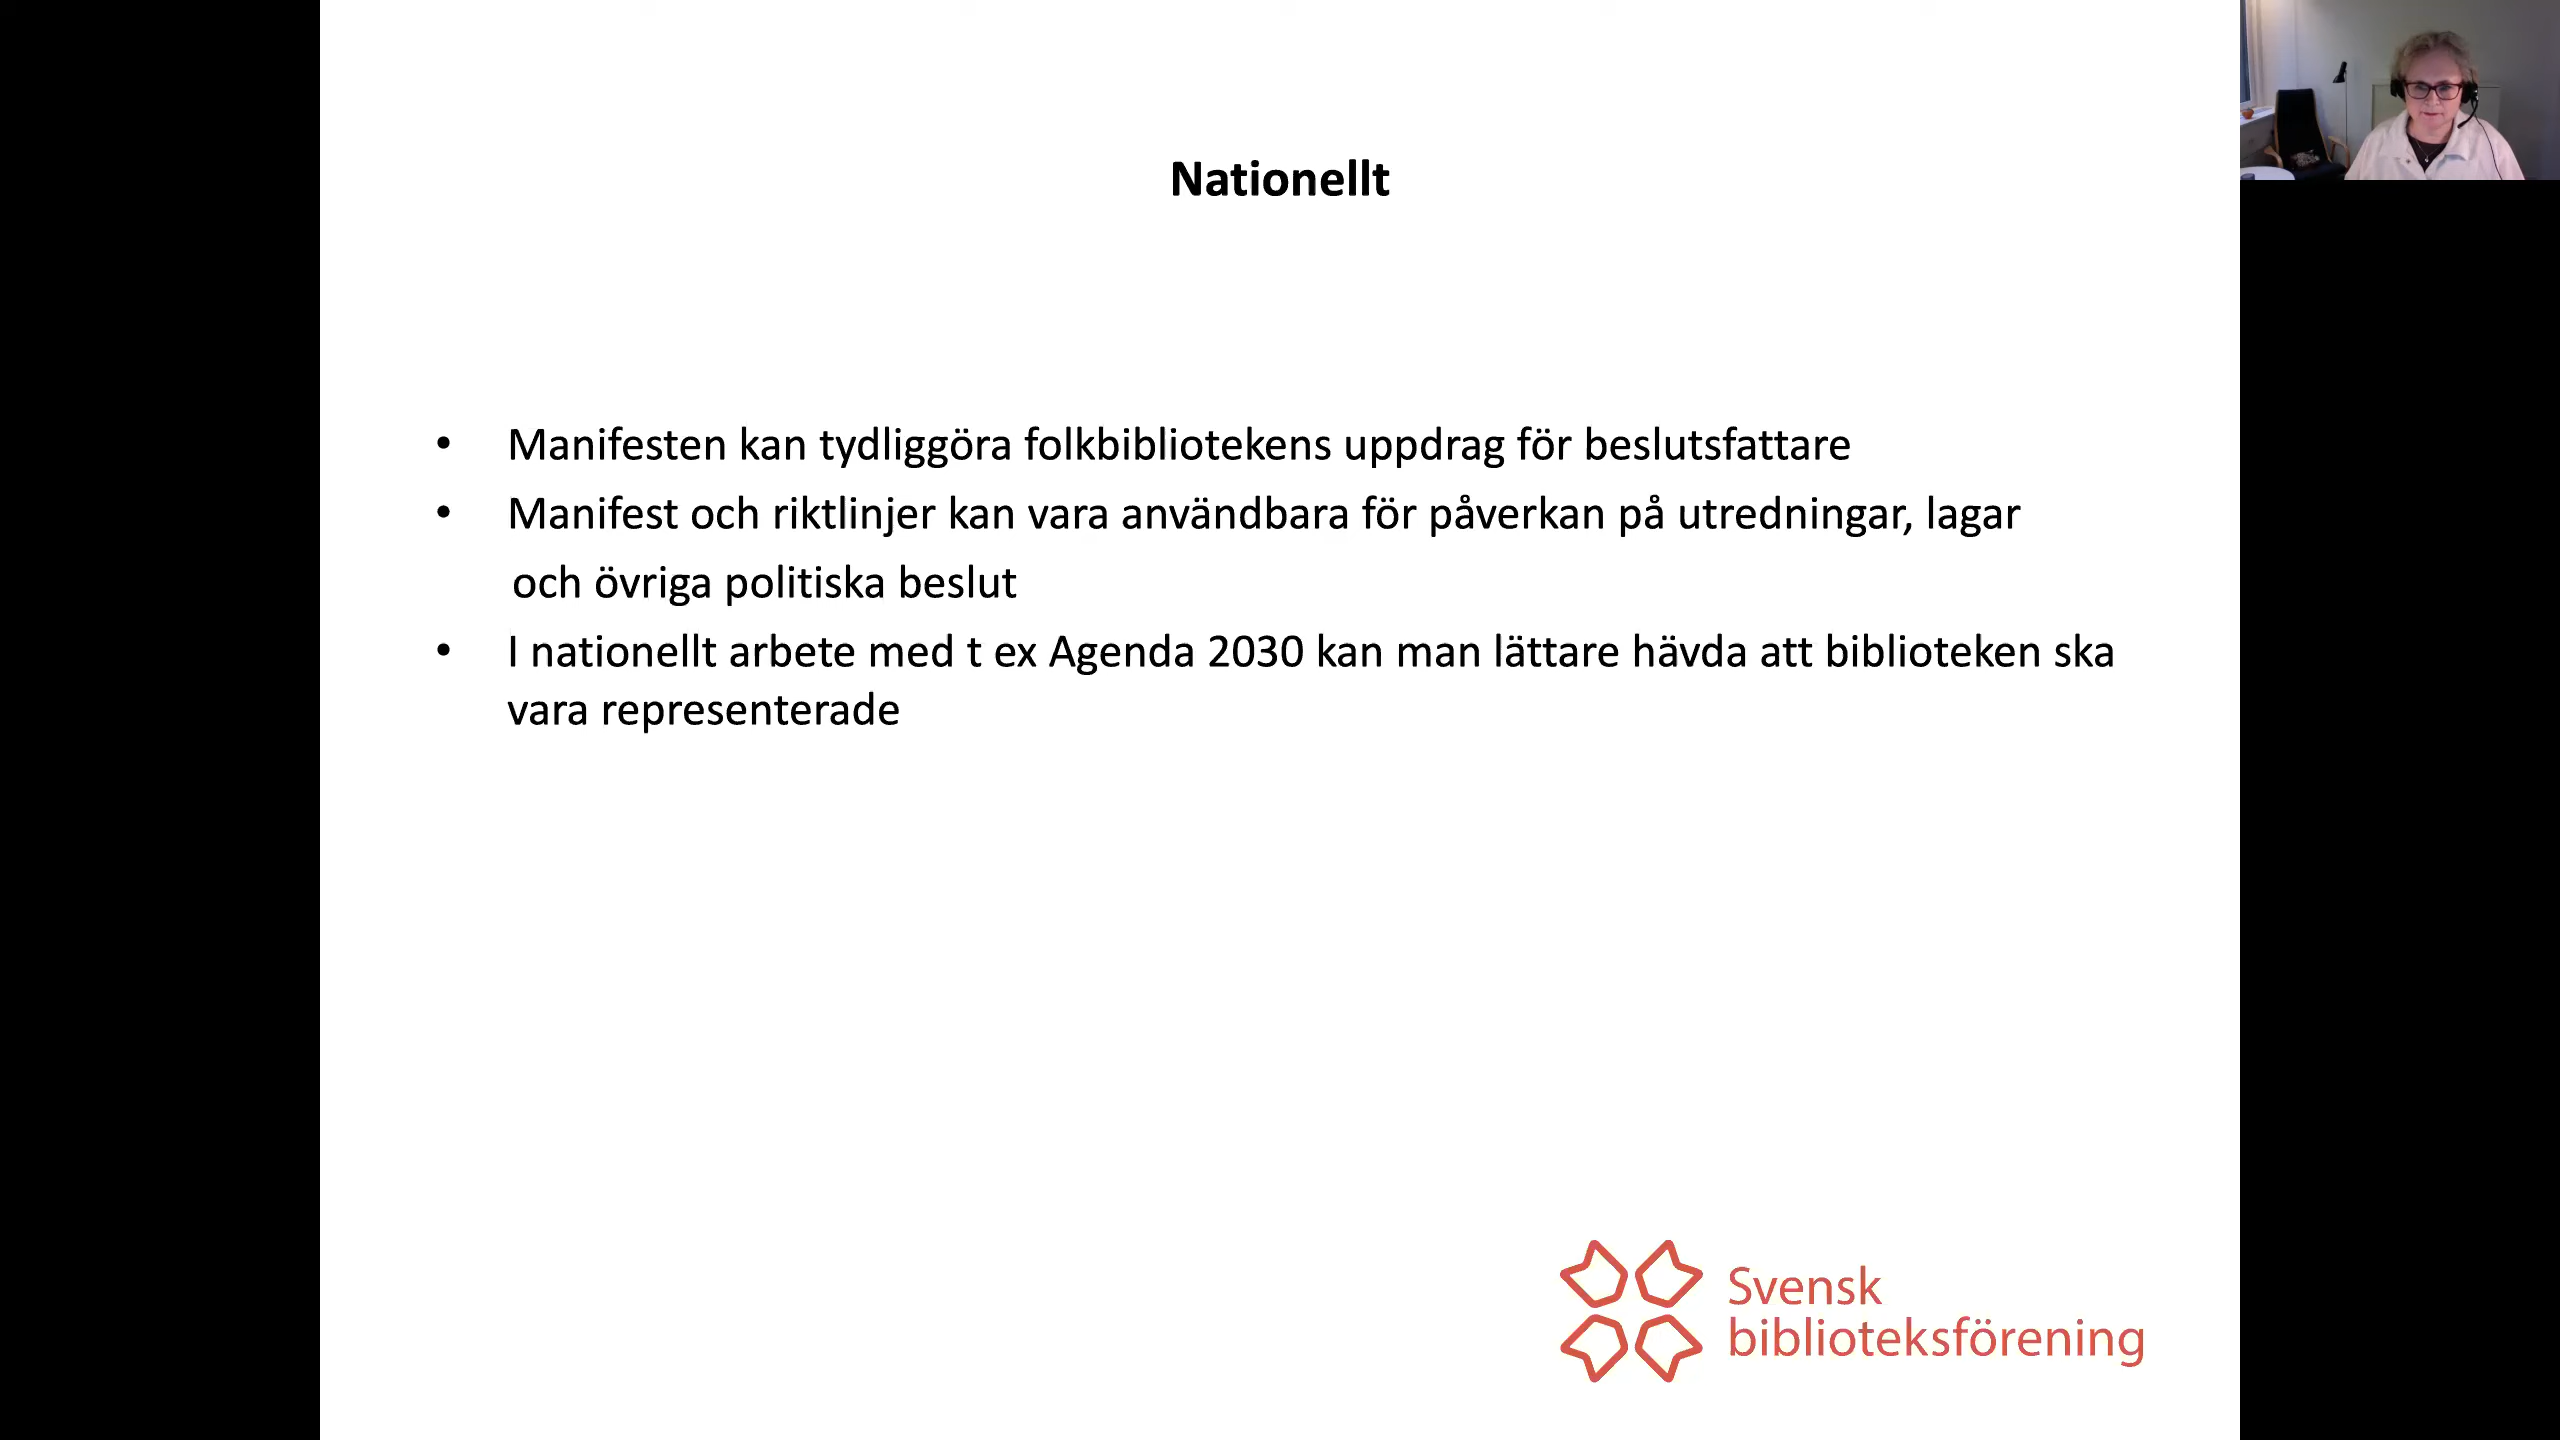 Nationellt
• Manifesten kan tydliggöra folkbibliotekens uppdrag för beslutsfattare
• Manifest och riktlinjer kan vara användbara för påverkan på utredningar, lagar
och övriga politiska beslut
• I nationellt arbete med t ex Agenda 2030 kan man lättare hävda att biblioteken ska
vara representerade
Svensk
biblioteksförening